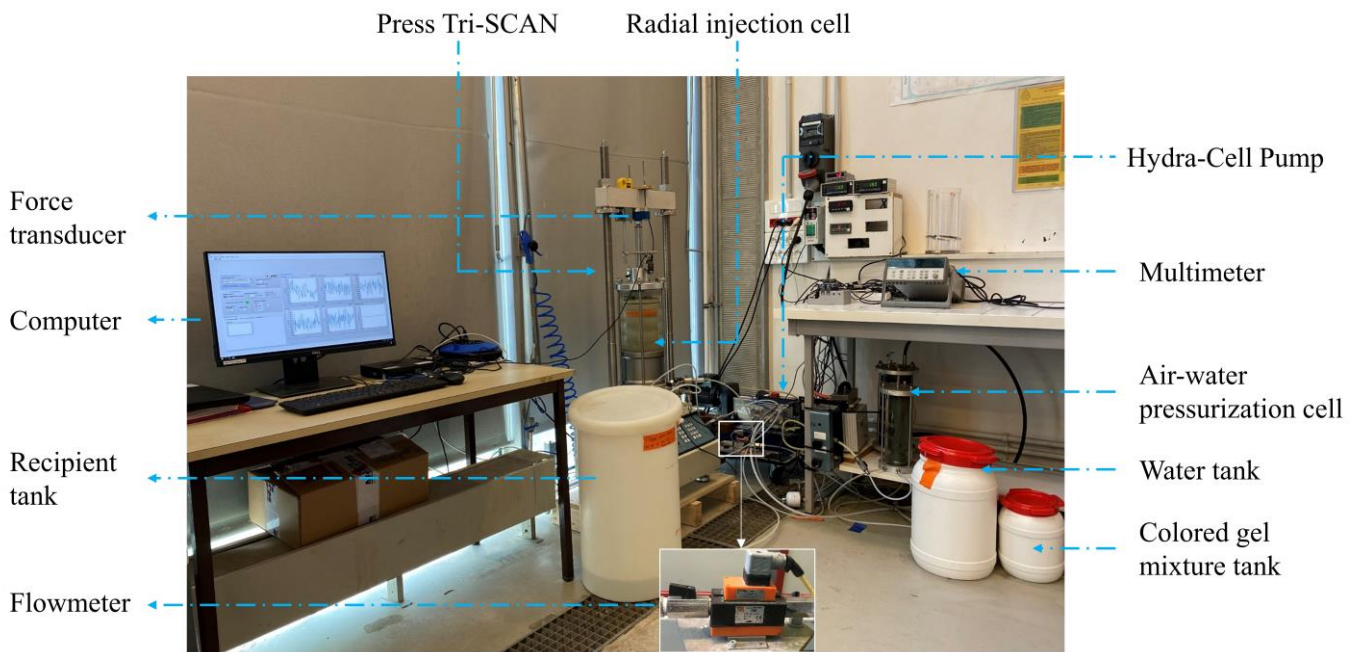 Press Tri-SCAN
Radial injection cell
Hydra-Cell Pump
Force
transducer
Multimeter
Computer
Air-water
pressurization cell
Recipient
tank
Water tank
Colored gel
mixture tank
Flowmeter